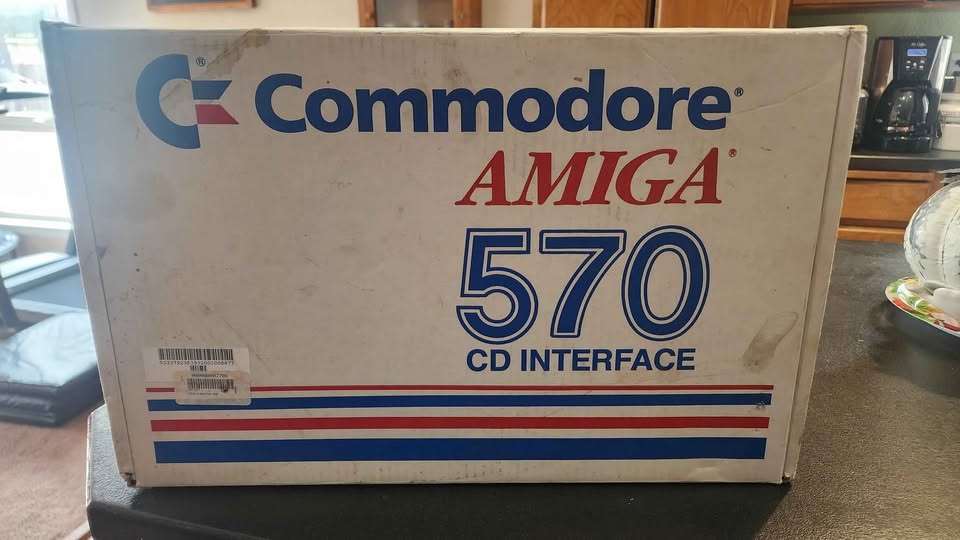 Commodore®
AMIGA®
570
CD INTERFACE